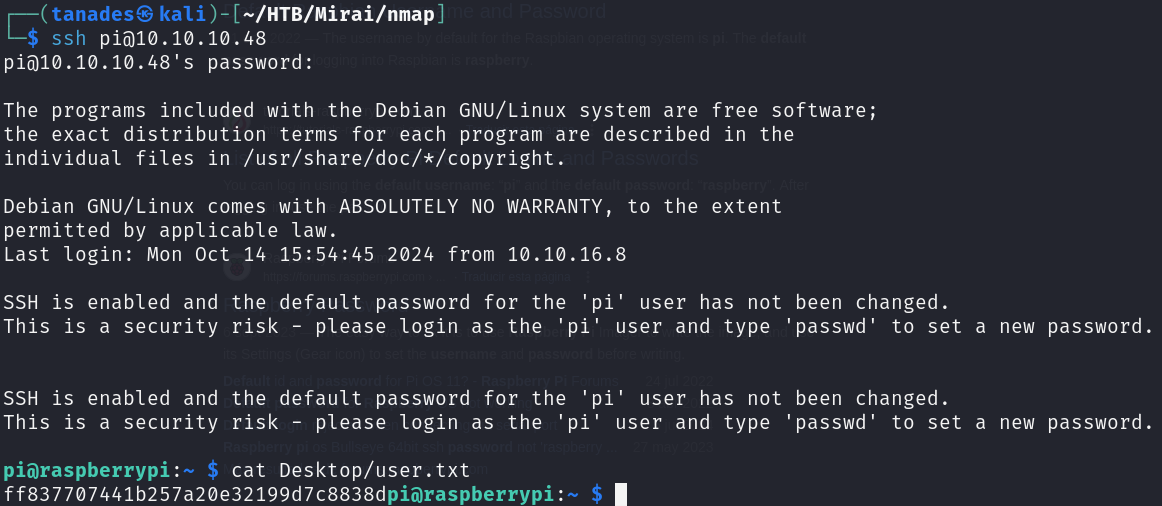 ┌──(tanades㉿kali)-[~/HTB/Mirai/nmap]
└─$ ssh pi@10.10.10.48
pi@10.10.10.48's password:
The programs included with the Debian GNU/Linux system are free software;
the exact distribution terms for each program are described in the
individual files in /usr/share/doc/*/copyright.
Debian GNU/Linux comes with ABSOLUTELY NO WARRANTY, to the extent
permitted by applicable law.
Last login: Mon Oct 14 15:54:45 2024 from 10.10.16.8
SSH is enabled and the default password for the 'pi' user has not been changed.
This is a security risk - please login as the 'pi' user and type 'passwd' to set a new password.
SSH is enabled and the default password for the 'pi' user has not been changed.
This is a security risk - please login as the 'pi' user and type 'passwd' to set a new password.
pi@raspberrypi:~ $ cat Desktop/user.txt
ff837707441b257a20e32199d7c8838dpi@raspberrypi:~ $